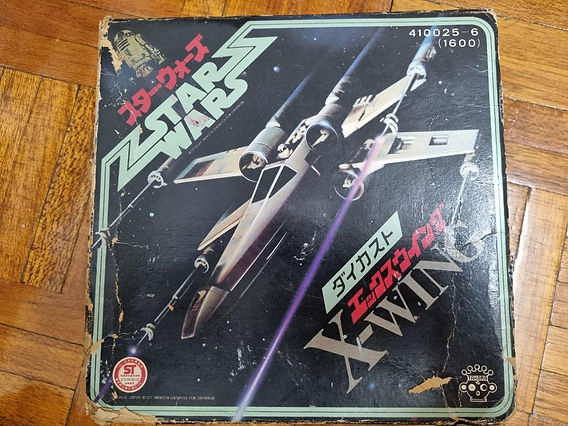 410025-6
(1600)
スター・ウォーズ
STAR
WARS
ダイカスト
エックス・ウイング
X-WING
ST